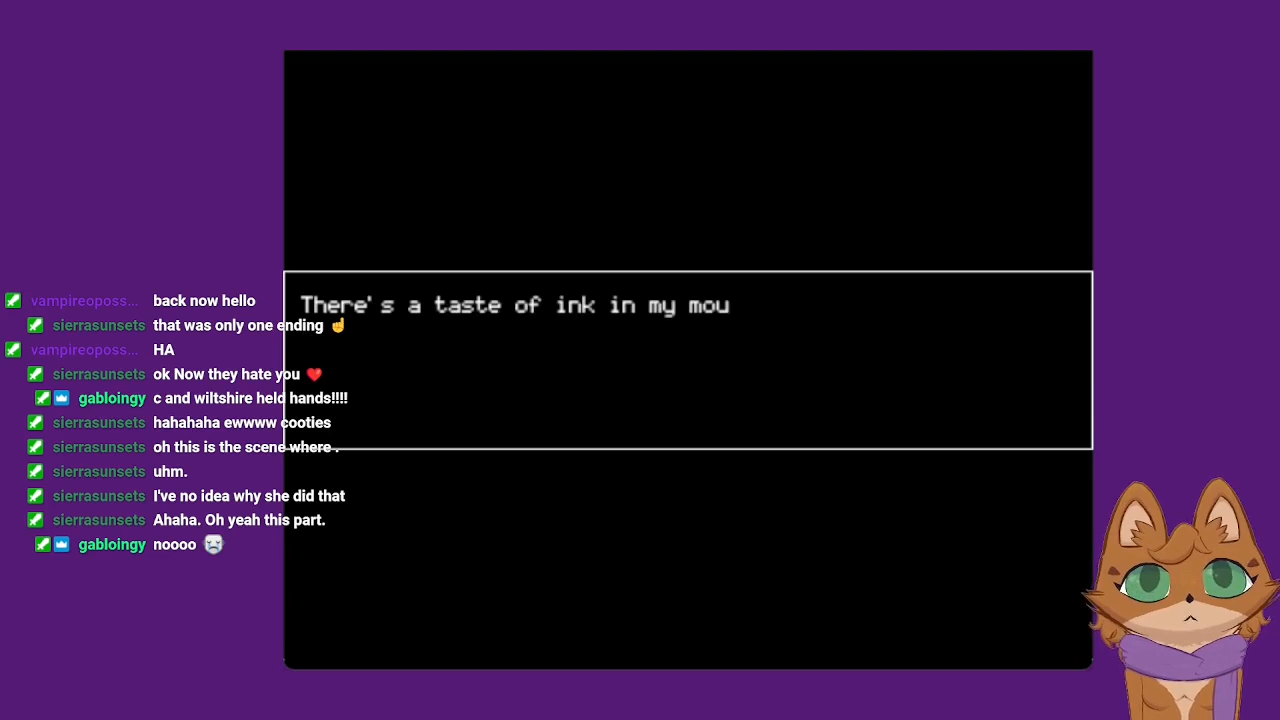 There's a taste of ink in my mou
vampireoposs... back now hello
sierrasunsets that was only one ending ☝️
vampireoposs... HA
sierrasunsets ok Now they hate you ❤️
gabloingy c and wiltshire held hands!!!!
sierrasunsets hahahaha ewwww cooties
sierrasunsets oh this is the scene where .
sierrasunsets uhm.
sierrasunsets I've no idea why she did that
sierrasunsets Ahaha. Oh yeah this part.
gabloingy noooo